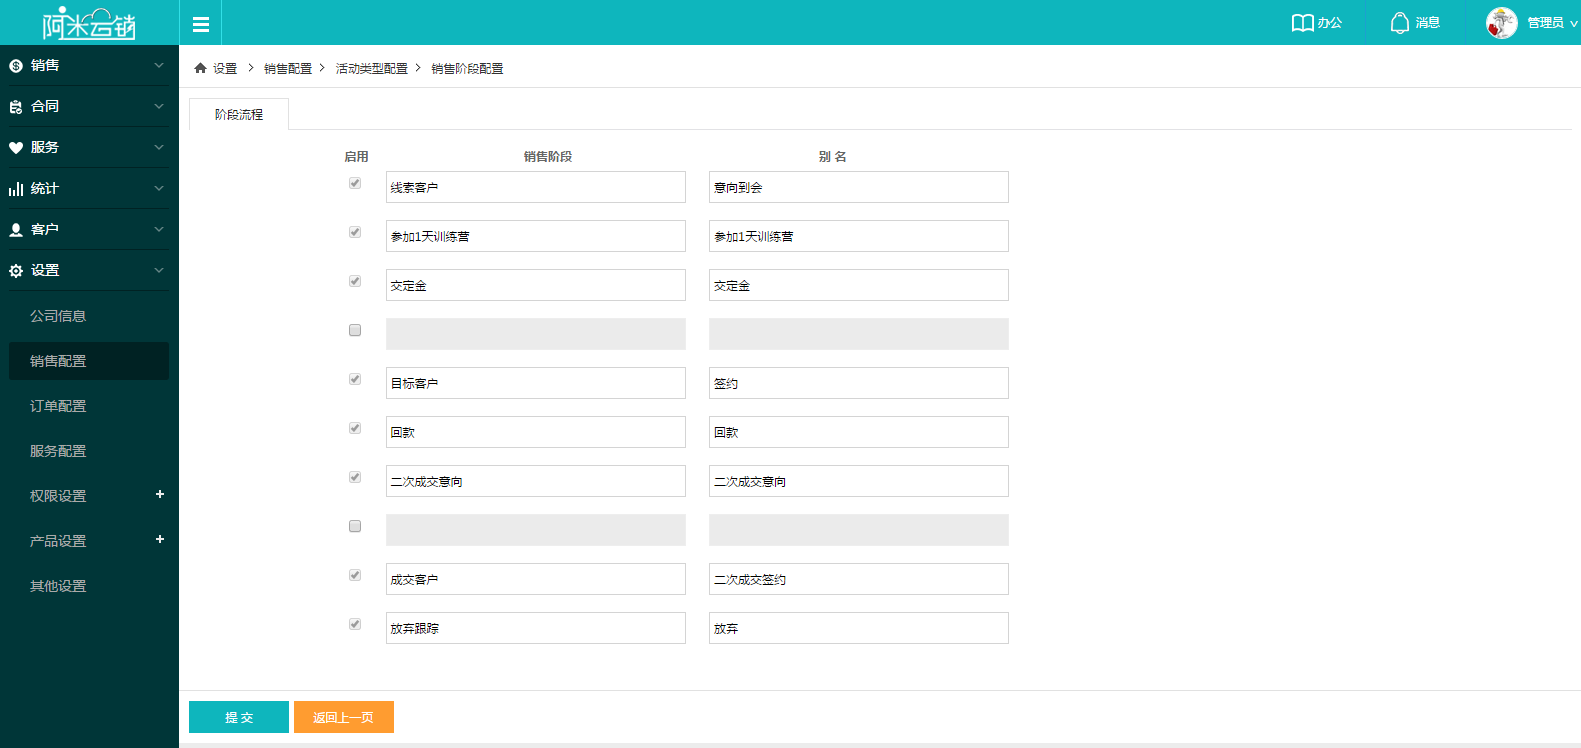 阿米云销
办公
消息
管理员
销售
合同
服务
统计
客户
设置
公司信息
销售配置
订单配置
服务配置
权限设置 +
产品设置 +
其他设置
设置 > 销售配置 > 活动类型配置 > 销售阶段配置
阶段流程
启用 销售阶段 别 名
线索客户 意向到会
参加1天训练营 参加1天训练营
交定金 交定金
目标客户 签约
回款 回款
二次成交意向 二次成交意向
成交客户 二次成交签约
放弃跟踪 放弃
提 交 返回上一页